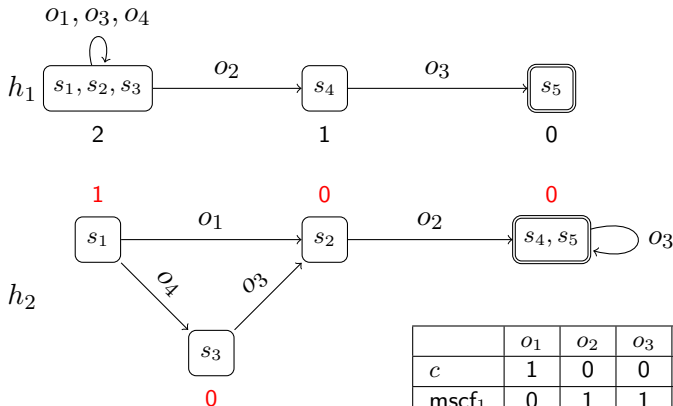 o₁, o₃, o₄
h₁ s₁, s₂, s₃ o₂ s₄ o₃ s₅
2 1 0
1 0 0
s₁ o₁ s₂ o₂ s₄, s₅ o₃
h₂ o₄ o₃
s₃
0
o₁ o₂ o₃
c 1 0 0
mscf₁ 0 1 1